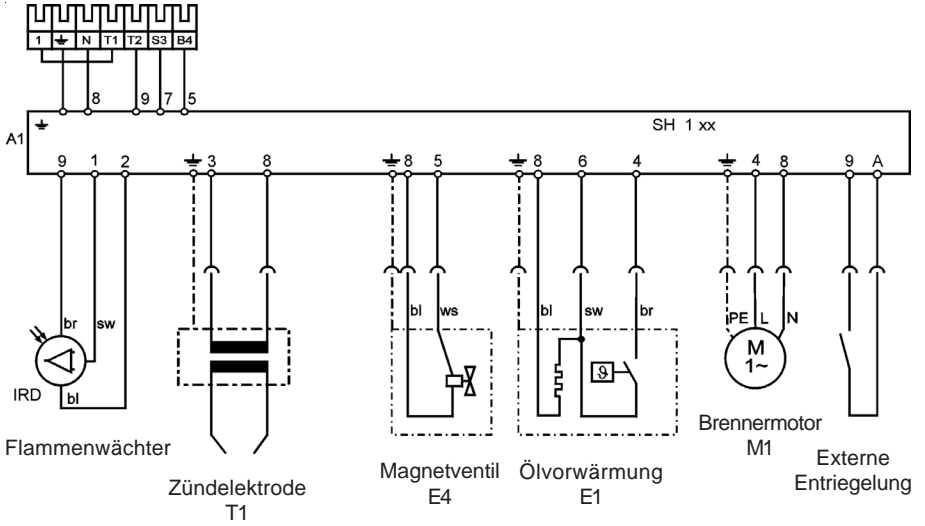 1 ⏚ N T1 T2 S3 B4
8 9 7 5
A1 ⏚ SH 1 xx
9 1 2 ⏚ 3 8 ⏚ 8 5 ⏚ 8 6 4 ⏚ 4 8 9 A
bl ws bl sw br PE L N
br sw
M
1~
ϑ
IRD
bl
Flammenwächter
Brennermotor
M1
Externe
Entriegelung
Magnetventil
E4
Ölvorwärmung
E1
Zündelektrode
T1